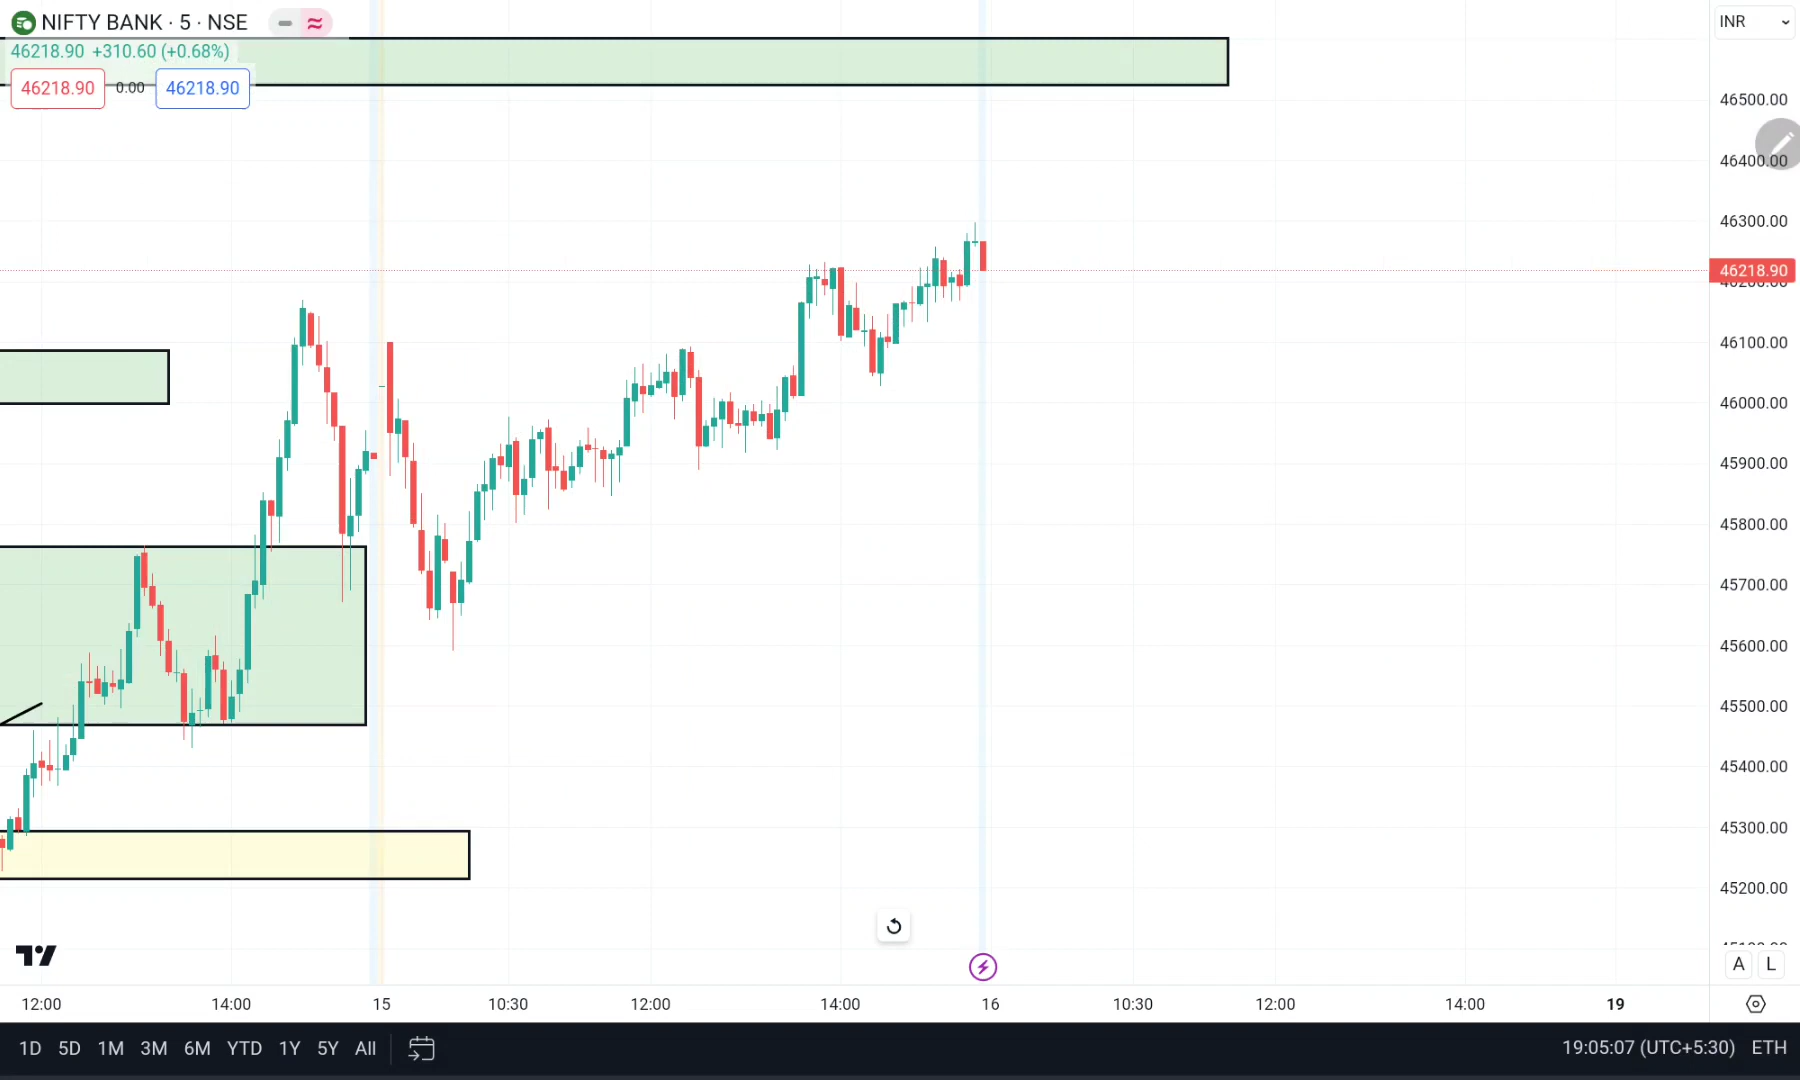 NIFTY BANK · 5 · NSE
INR
46218.90 +310.60 (+0.68%)
46218.90 0.00 46218.90
46500.00
46400.00
46300.00
46218.90
46200.00
46100.00
46000.00
45900.00
45800.00
45700.00
45600.00
45500.00
45400.00
45300.00
45200.00
A L
12:00 14:00 15 10:30 12:00 14:00 16 10:30 12:00 14:00 19
1D 5D 1M 3M 6M YTD 1Y 5Y All 19:05:07 (UTC+5:30) ETH